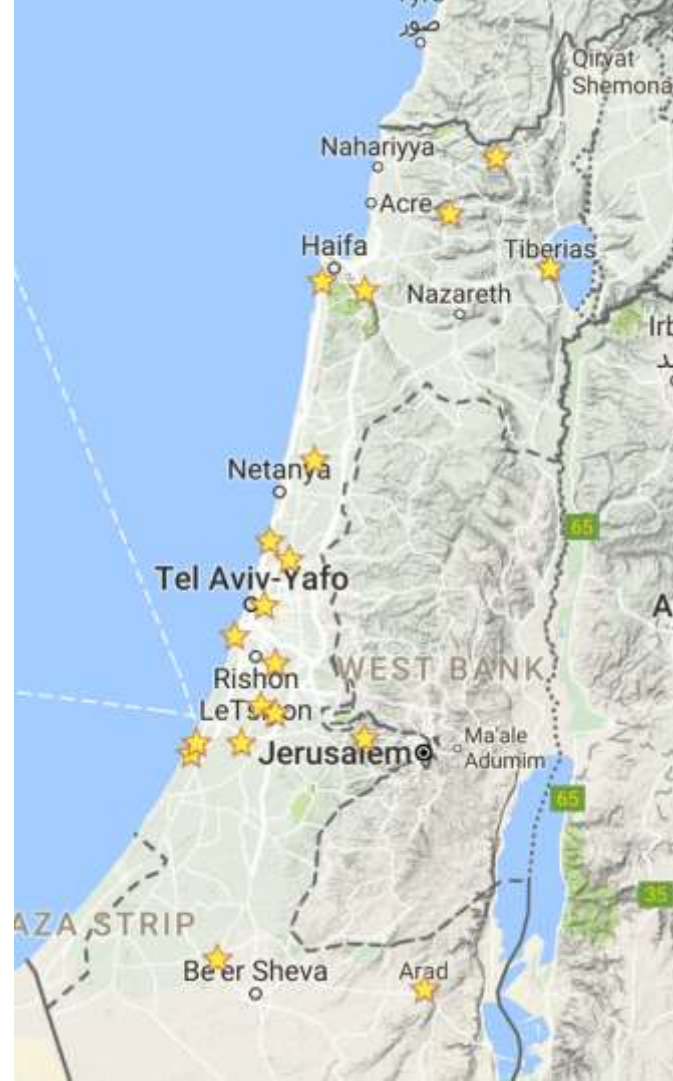 صور
Qiryat
Shemona
Nahariyya
Acre
Haifa
Tiberias
Nazareth
Netanya
65
Tel Aviv-Yafo
WEST BANK
Rishon
LeTsiyon
Jerusalem
Ma'ale
Adumim
65
35
AZA STRIP
Be'er Sheva
Arad